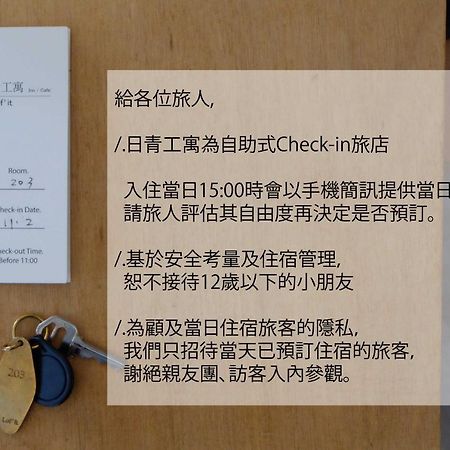 工寓 Inn / Cafe
Room.
203
Check-in Date.
11.2
heck-out Time.
Before 11:00
給各位旅人,
/.日青工寓為自助式Check-in旅店
入住當日15:00時會以手機簡訊提供當日
請旅人評估其自由度再決定是否預訂。
/.基於安全考量及住宿管理,
恕不接待12歲以下的小朋友
/.為顧及當日住宿旅客的隱私,
我們只招待當天已預訂住宿的旅客,
謝絕親友團、訪客入內參觀。
203